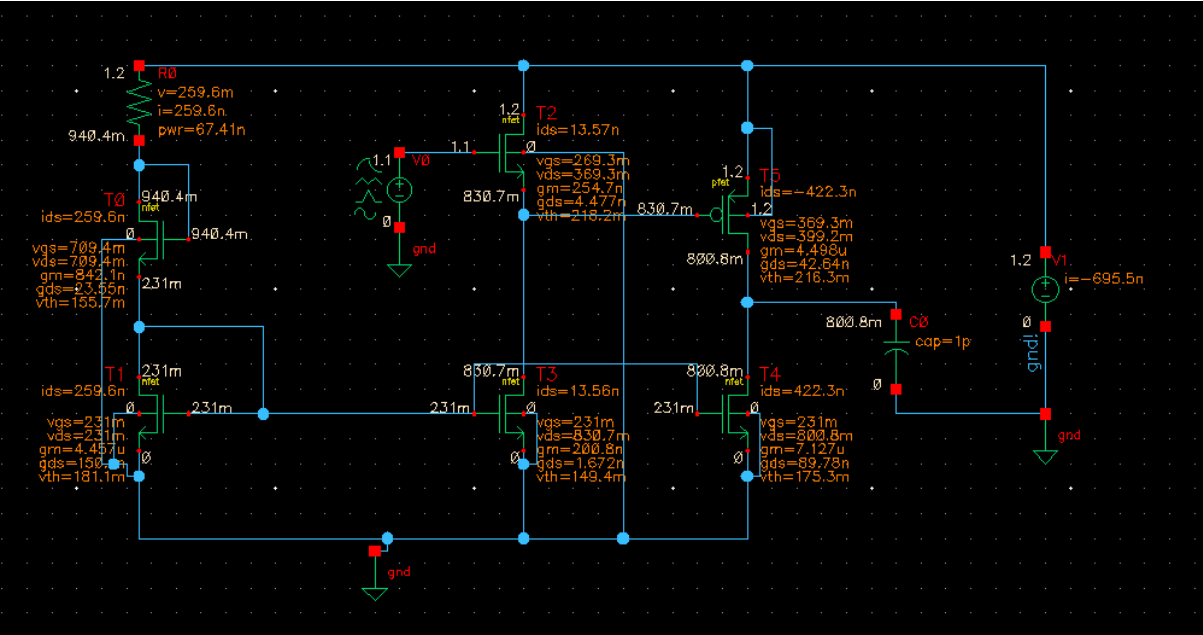 1.2
R0
v=259.6m
i=259.6n
pwr=67.41n
940.4m
T0
940.4m
nfet
ids=259.6n
0
940.4m
vgs=709.4m
vds=709.4m
gm=842.1n
gds=23.55n
vth=155.7m
231m
T1
231m
nfet
ids=259.6n
0
231m
vgs=231m
vds=231m
gm=4.457u
vth=181.1m
0
1.1
V0
0
gnd
1.2
T2
nfet
ids=13.57n
1.1
0
vgs=269.3m
vds=369.3m
gm=254.7n
gds=4.477n
vth=218.2m
830.7m
830.7m
T3
nfet
ids=13.56n
231m
0
vgs=231m
vds=830.7m
gm=200.8n
gds=1.672n
vth=149.4m
0
1.2
T5
pfet
ids=-422.3n
830.7m
1.2
vgs=369.3m
vds=399.2m
gm=4.498u
gds=42.64n
vth=218.3m
800.8m
800.8m
T4
nfet
ids=422.3n
231m
0
vgs=231m
vds=800.8m
gm=7.127u
gds=89.78n
vth=175.3m
0
800.8m
C0
cap=1p
0
1.2
V1
i=-695.5n
0
gnd!
gnd
gnd